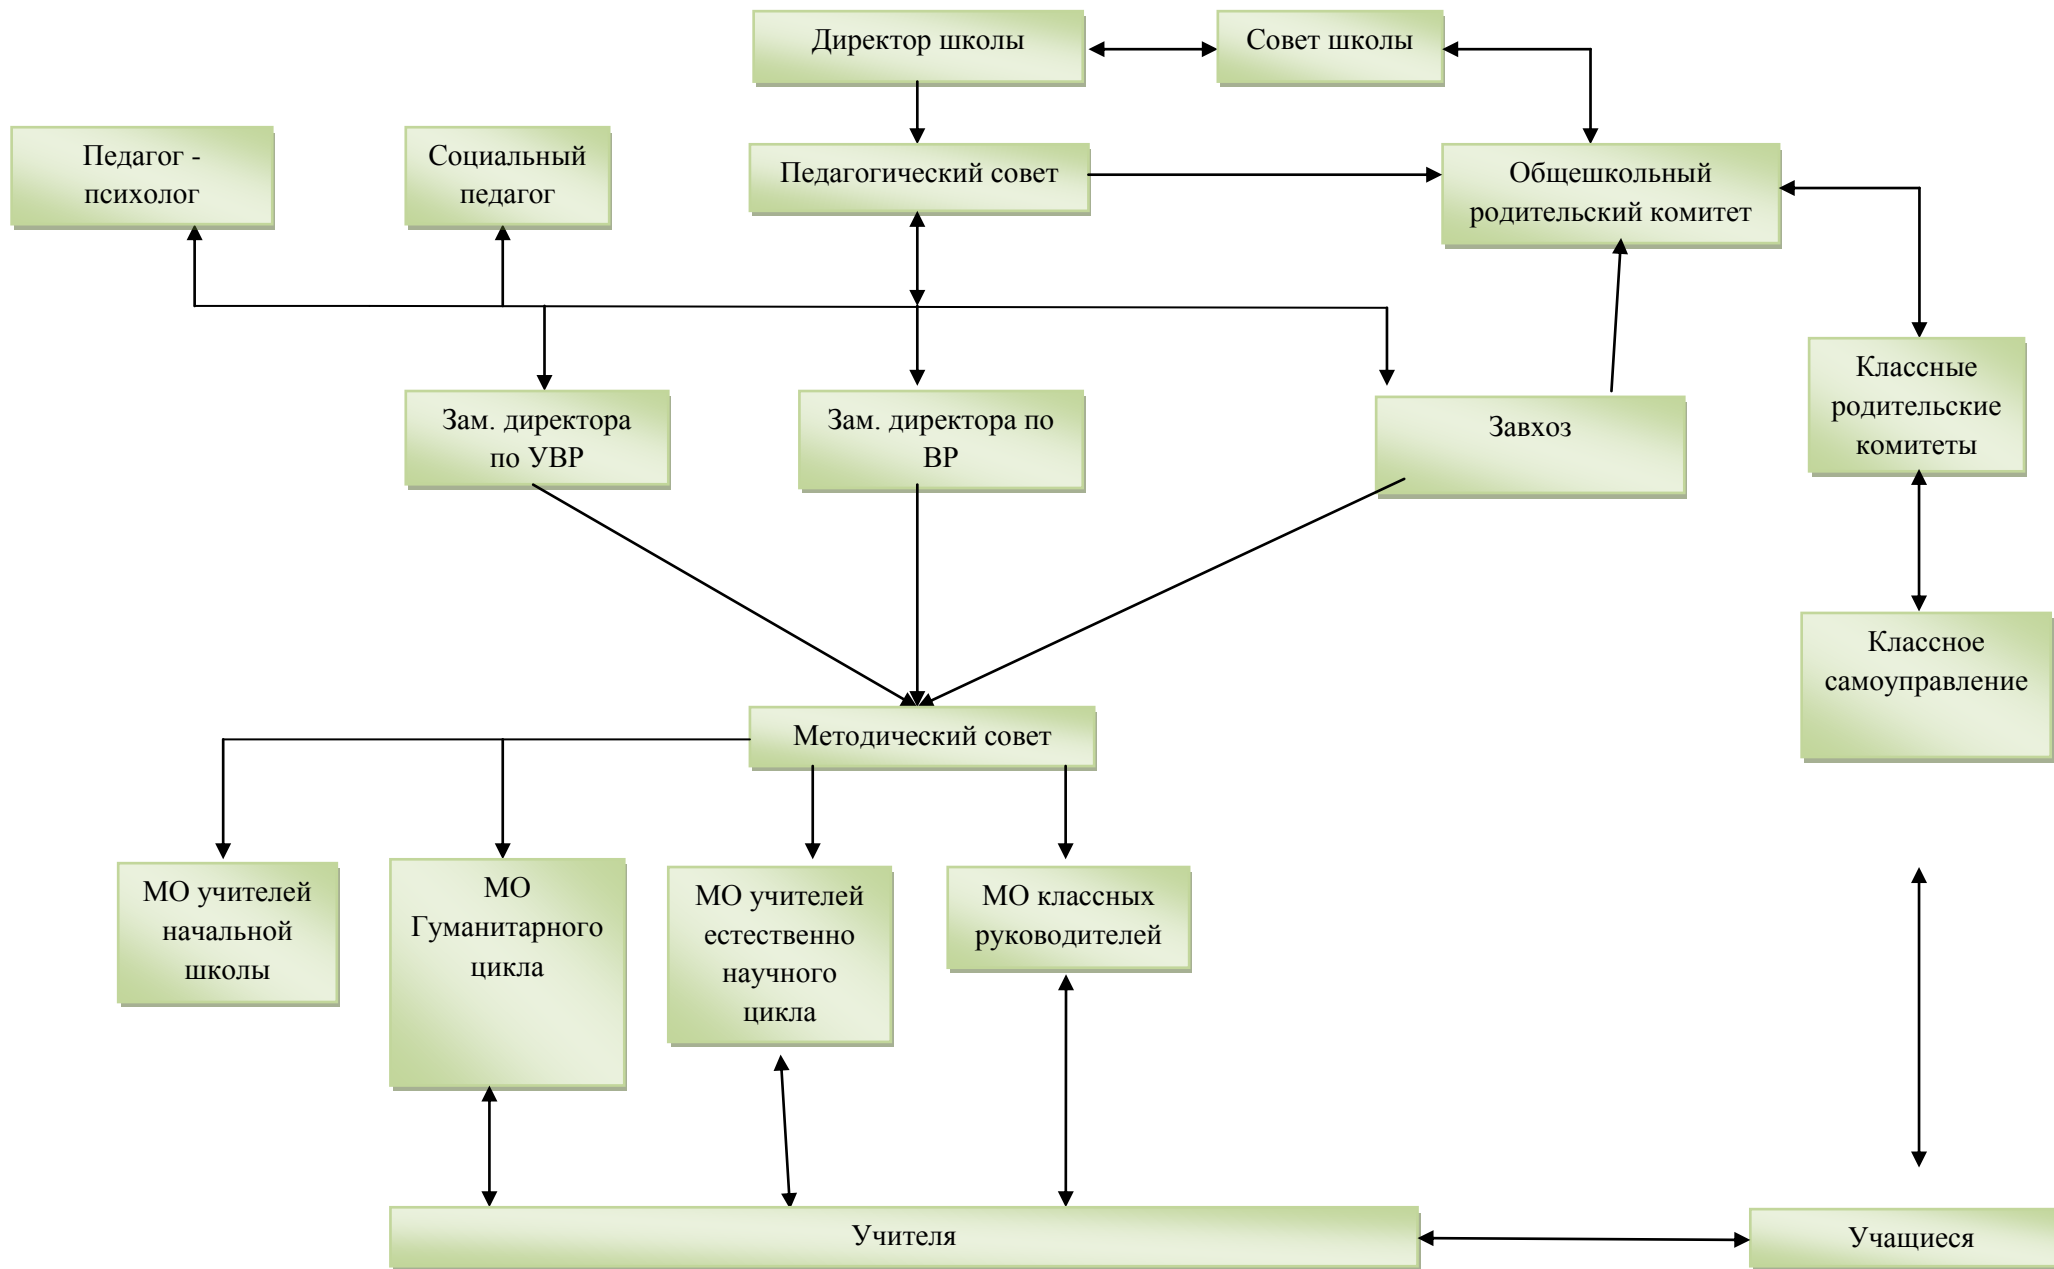 Директор школы
Совет школы
Педагог -
психолог
Социальный
педагог
Педагогический совет
Общешкольный
родительский комитет
Зам. директора
по УВР
Зам. директора по
ВР
Завхоз
Классные
родительские
комитеты
Классное
самоуправление
Методический совет
МО учителей
начальной
школы
МО
Гуманитарного
цикла
МО учителей
естественно
научного
цикла
МО классных
руководителей
Учителя
Учащиеся